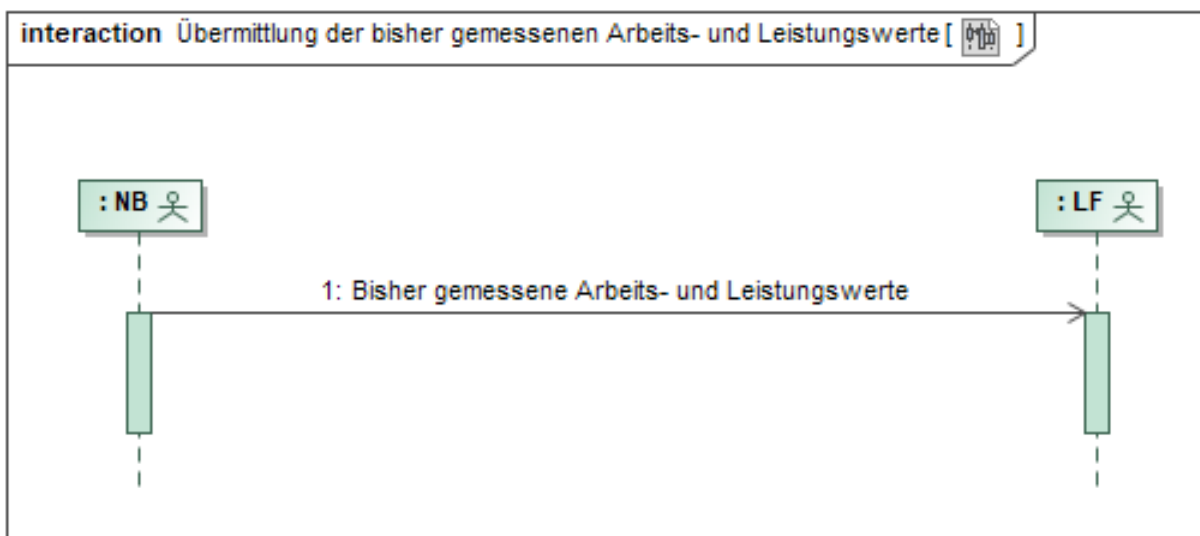 interaction Übermittlung der bisher gemessenen Arbeits- und Leistungswerte [ ]
: NB
: LF
1: Bisher gemessene Arbeits- und Leistungswerte